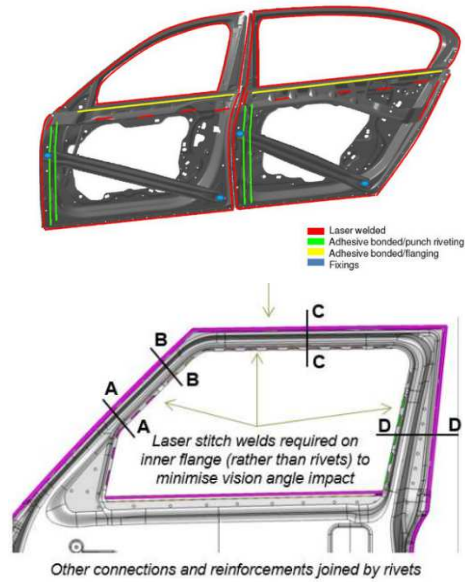 Laser welded
Adhesive bonded/punch riveting
Adhesive bonded/flanging
Fixings
C
B
B
C
A
A
D
D
Laser stitch welds required on
inner flange (rather than rivets) to
minimise vision angle impact
Other connections and reinforcements joined by rivets